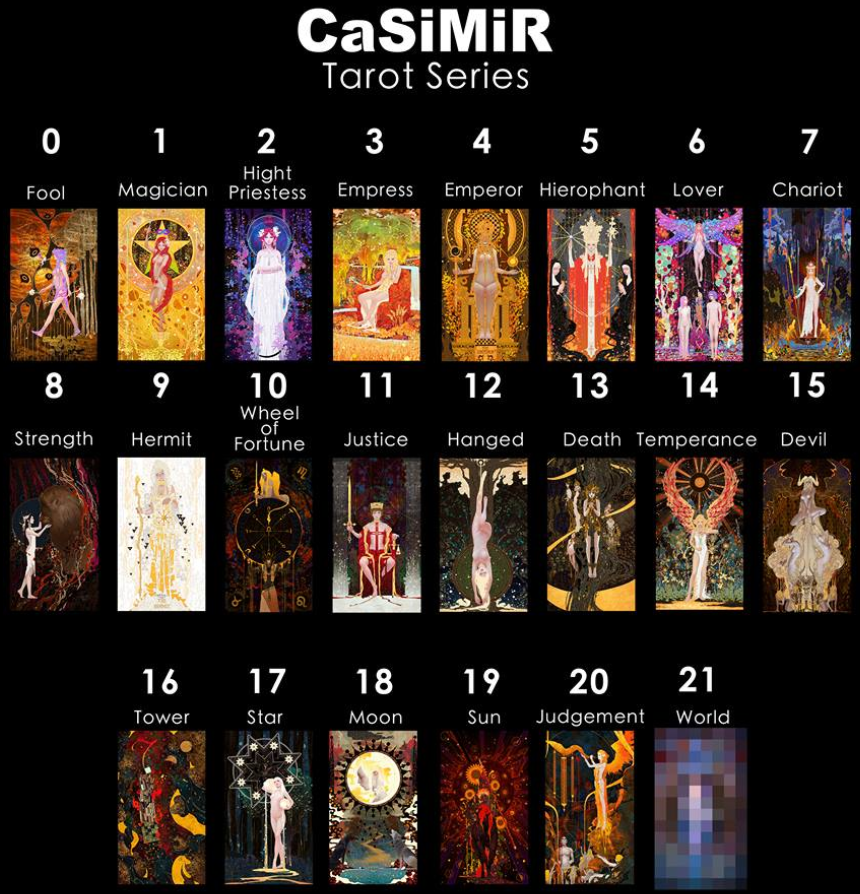 CaSiMiR
Tarot Series
0 1 2 3 4 5 6 7
Fool Magician Hight Priestess Empress Emperor Hierophant Lover Chariot
8 9 10 11 12 13 14 15
Strength Hermit Wheel of Fortune Justice Hanged Death Temperance Devil
16 17 18 19 20 21
Tower Star Moon Sun Judgement World